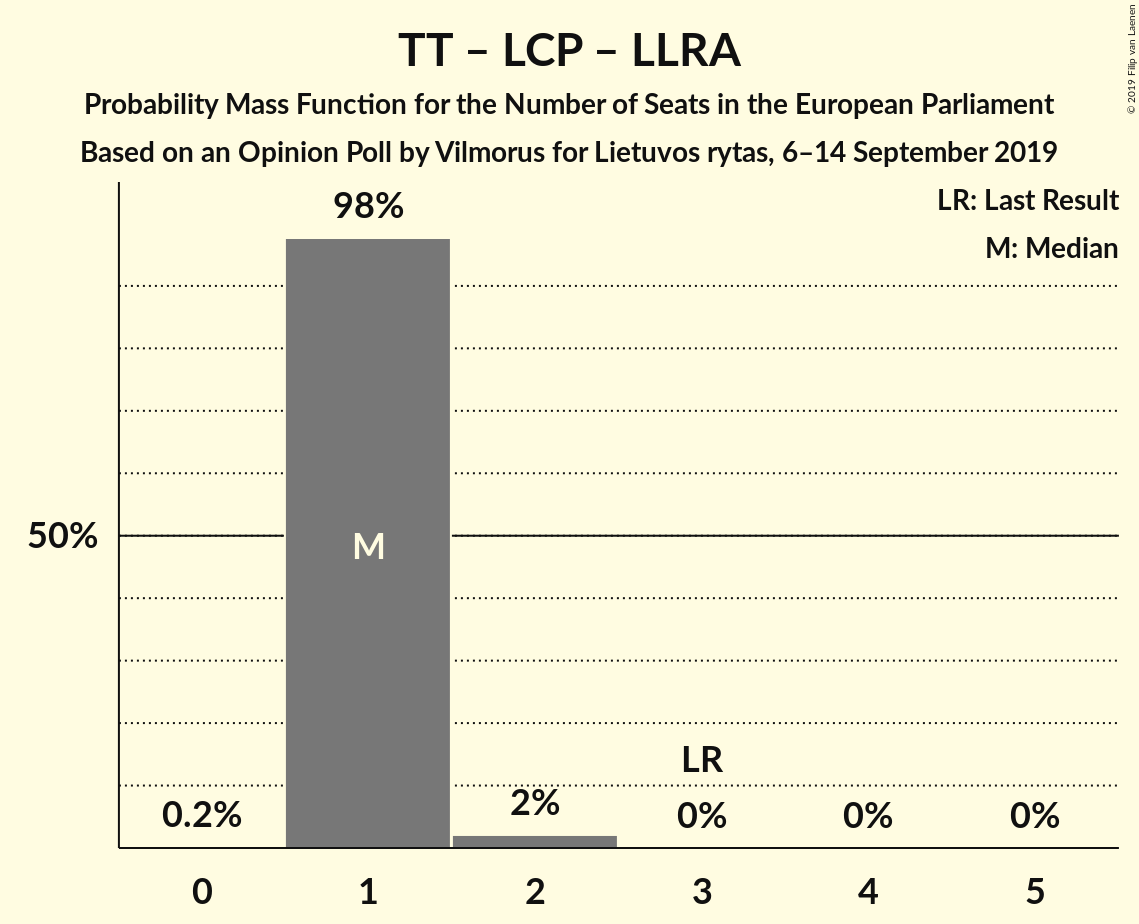 TT – LCP – LLRA
Probability Mass Function for the Number of Seats in the European Parliament
Based on an Opinion Poll by Vilmorus for Lietuvos rytas, 6–14 September 2019
© 2019 Filip van Laenen
LR: Last Result
M: Median
98%
50%
M
LR
0.2%
2%
0%
0%
0%
0 1 2 3 4 5